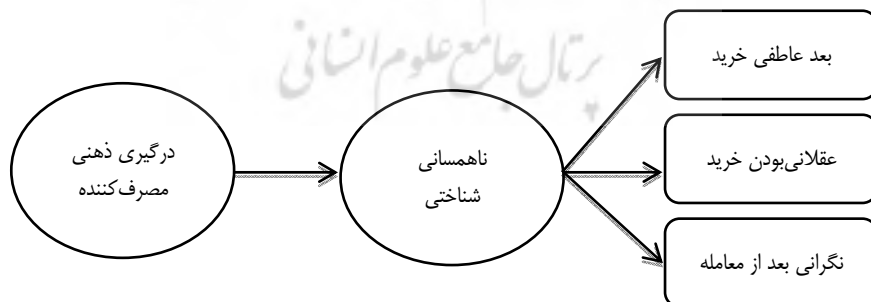 پرتال جامع علوم انسانی
درگیری ذهنی
مصرف‌کننده
ناهمسانی
شناختی
بعد عاطفی خرید
عقلانی‌بودن خرید
نگرانی بعد از معامله